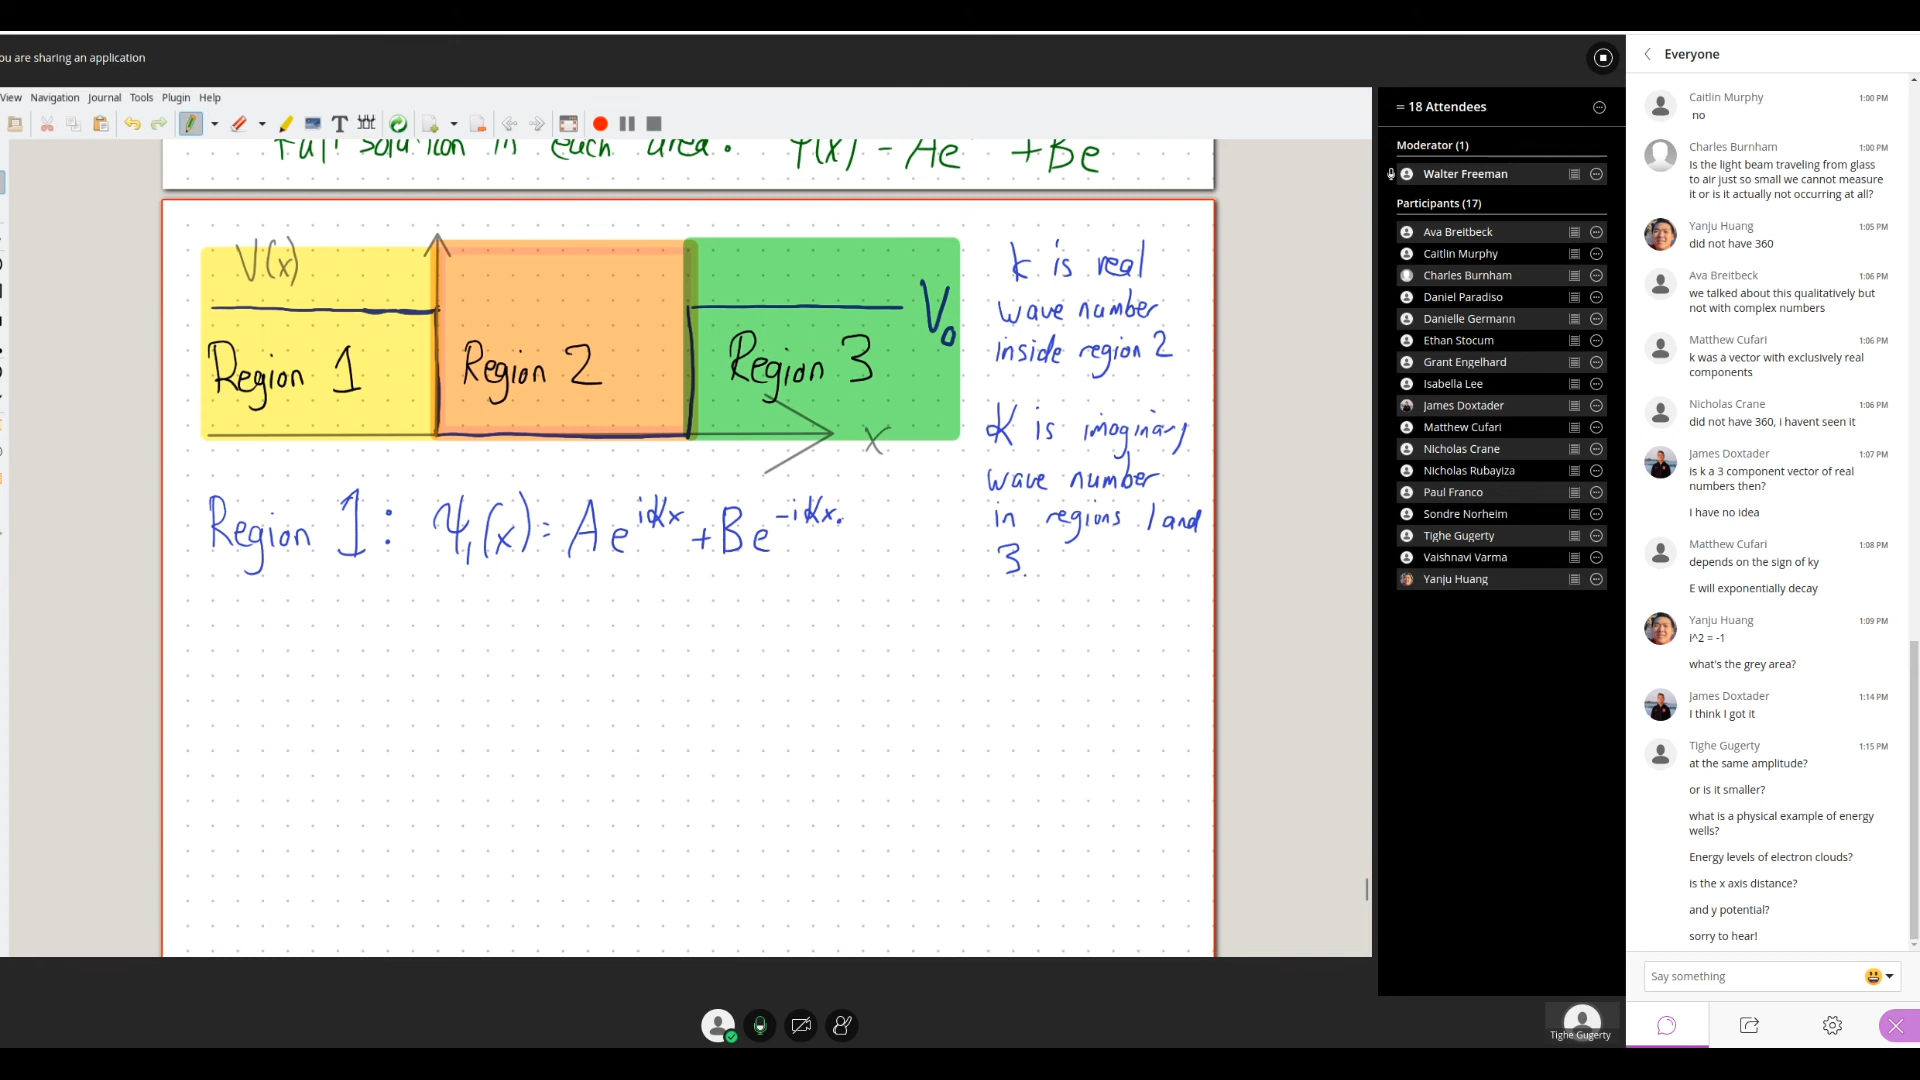 ou are sharing an application
View Navigation Journal Tools Plugin Help
full solution in each area. Ψ(x) = Ae + Be
V(x)
V₀
Region 1
Region 2
Region 3
x
k is real
wave number
inside region 2
K is imaginary
wave number
in regions 1 and
3.
Region 1: Ψ₁(x) = Ae^{iKx} + Be^{-iKx}.
18 Attendees
Moderator (1)
Walter Freeman
Participants (17)
Ava Breitbeck
Caitlin Murphy
Charles Burnham
Daniel Paradiso
Danielle Germann
Ethan Stocum
Grant Engelhard
Isabella Lee
James Doxtader
Matthew Cufari
Nicholas Crane
Nicholas Rubayiza
Paul Franco
Sondre Norheim
Tighe Gugerty
Vaishnavi Varma
Yanju Huang
Tighe Gugerty
Everyone
Caitlin Murphy 1:00 PM
no
Charles Burnham 1:00 PM
Is the light beam traveling from glass
to air just so small we cannot measure
it or is it actually not occurring at all?
Yanju Huang 1:05 PM
did not have 360
Ava Breitbeck 1:06 PM
we talked about this qualitatively but
not with complex numbers
Matthew Cufari 1:06 PM
k was a vector with exclusively real
components
Nicholas Crane 1:06 PM
did not have 360, i havent seen it
James Doxtader 1:07 PM
is k a 3 component vector of real
numbers then?
I have no idea
Matthew Cufari 1:08 PM
depends on the sign of ky
E will exponentially decay
Yanju Huang 1:09 PM
i^2 = -1
what's the grey area?
James Doxtader 1:14 PM
I think I got it
Tighe Gugerty 1:15 PM
at the same amplitude?
or is it smaller?
what is a physical example of energy
wells?
Energy levels of electron clouds?
is the x axis distance?
and y potential?
sorry to hear!
Say something